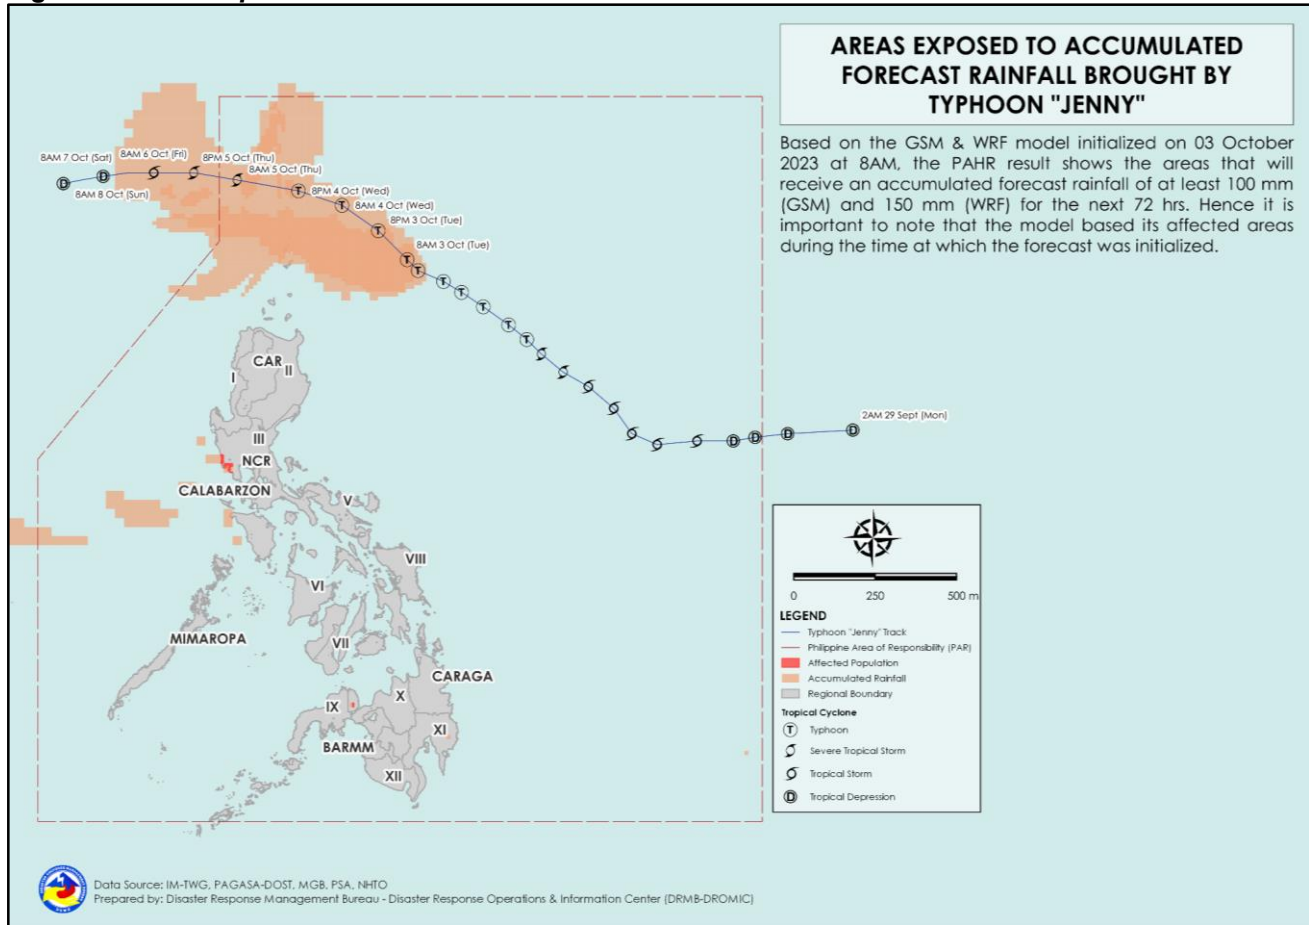 AREAS EXPOSED TO ACCUMULATED
FORECAST RAINFALL BROUGHT BY
TYPHOON "JENNY"
Based on the GSM & WRF model initialized on 03 October
2023 at 8AM, the PAHR result shows the areas that will
receive an accumulated forecast rainfall of at least 100 mm
(GSM) and 150 mm (WRF) for the next 72 hrs. Hence it is
important to note that the model based its affected areas
during the time at which the forecast was initialized.
8AM 7 Oct (Sat)
8AM 6 Oct (Fri)
8PM 5 Oct (Thu)
8AM 5 Oct (Thu)
8AM 8 Oct (Sun)
8PM 4 Oct (Wed)
8AM 4 Oct (Wed)
8PM 3 Oct (Tue)
8AM 3 Oct (Tue)
2AM 29 Sept (Mon)
CAR
I
II
III
NCR
CALABARZON
V
VIII
VI
MIMAROPA
VII
CARAGA
X
IX
XI
BARMM
XII
0 250 500 m
LEGEND
Typhoon "Jenny" Track
Philippine Area of Responsibility (PAR)
Affected Population
Accumulated Rainfall
Regional Boundary
Tropical Cyclone
T Typhoon
Severe Tropical Storm
Tropical Storm
D Tropical Depression
Data Source: IM-TWG, PAGASA-DOST, MGB, PSA, NHTO
Prepared by: Disaster Response Management Bureau - Disaster Response Operations & Information Center (DRMB-DROMIC)